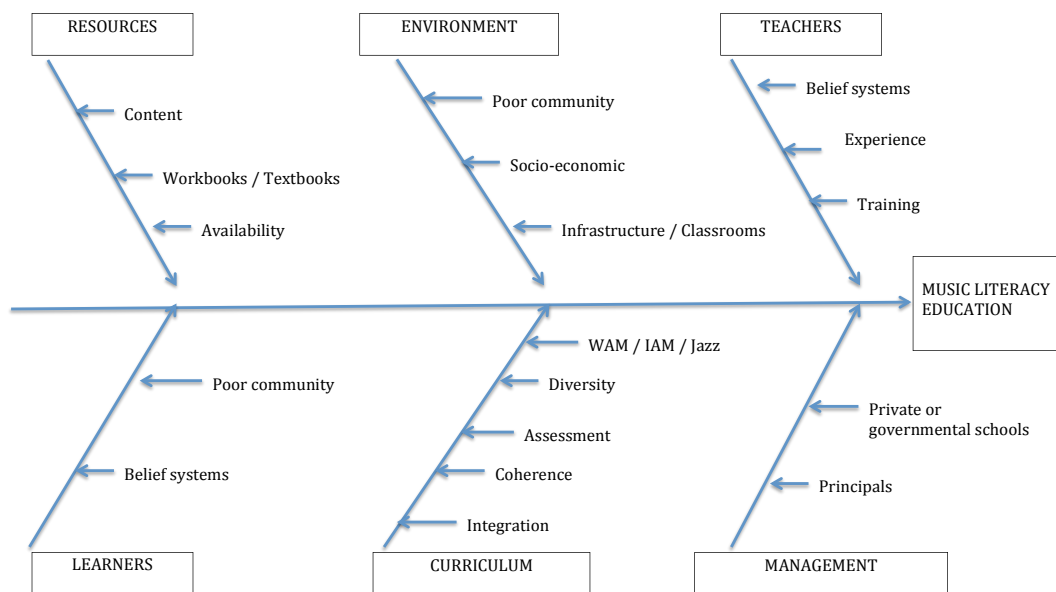 RESOURCES
ENVIRONMENT
TEACHERS
Content
Workbooks / Textbooks
Availability
Poor community
Socio-economic
Infrastructure / Classrooms
Belief systems
Experience
Training
MUSIC LITERACY
EDUCATION
Poor community
Belief systems
WAM / IAM / Jazz
Diversity
Assessment
Coherence
Integration
Private or
governmental schools
Principals
LEARNERS
CURRICULUM
MANAGEMENT